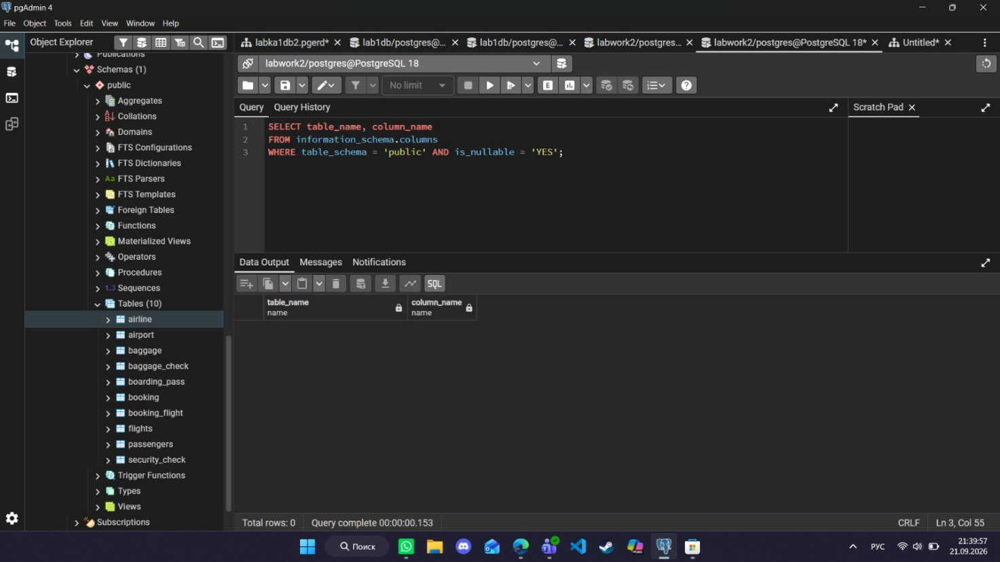 pgAdmin 4
File Object Tools Edit View Window Help
Object Explorer
labka1db2.pgerd*
lab1db/postgres@...
lab1db/postgres@...
labwork2/postgres...
labwork2/postgres@PostgreSQL 18*
Untitled*
Publications
Schemas (1)
public
Aggregates
Collations
Domains
FTS Configurations
FTS Dictionaries
Aa FTS Parsers
FTS Templates
Foreign Tables
Functions
Materialized Views
Operators
Procedures
1..3 Sequences
Tables (10)
airline
airport
baggage
baggage_check
boarding_pass
booking
booking_flight
flights
passengers
security_check
Trigger Functions
Types
Views
Subscriptions
labwork2/postgres@PostgreSQL 18
No limit
E
Query Query History
Scratch Pad
1 SELECT table_name, column_name
2 FROM information_schema.columns
3 WHERE table_schema = 'public' AND is_nullable = 'YES';
Data Output Messages Notifications
SQL
table_name
name
column_name
name
Total rows: 0 Query complete 00:00:00.153
CRLF Ln 3, Col 55
Поиск
РУС
21:39:57
21.09.2026